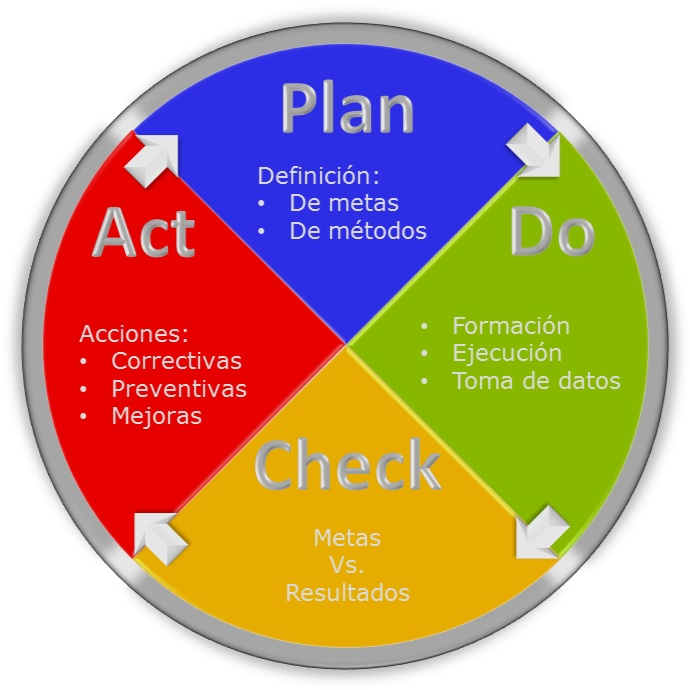 Plan
Definición:
• De metas
• De métodos
Do
• Formación
• Ejecución
• Toma de datos
Check
Metas
Vs.
Resultados
Act
Acciones:
• Correctivas
• Preventivas
• Mejoras